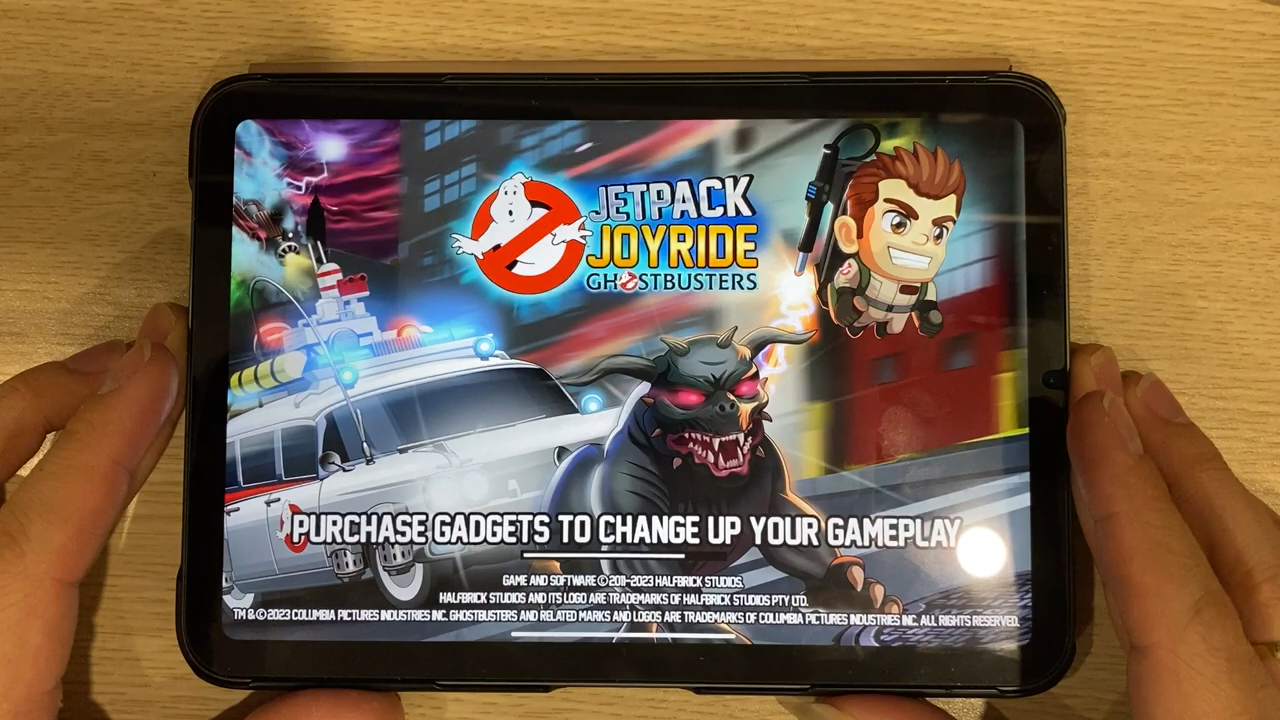 JETPACK
JOYRIDE
GHOSTBUSTERS
PURCHASE GADGETS TO CHANGE UP YOUR GAMEPLAY
GAME AND SOFTWARE © 2011-2023 HALFBRICK STUDIOS.
HALFBRICK STUDIOS AND ITS LOGO ARE TRADEMARKS OF HALFBRICK STUDIOS PTY LTD.
TM & © 2023 COLUMBIA PICTURES INDUSTRIES INC. GHOSTBUSTERS AND RELATED MARKS AND LOGOS ARE TRADEMARKS OF COLUMBIA PICTURES INDUSTRIES INC. ALL RIGHTS RESERVED.